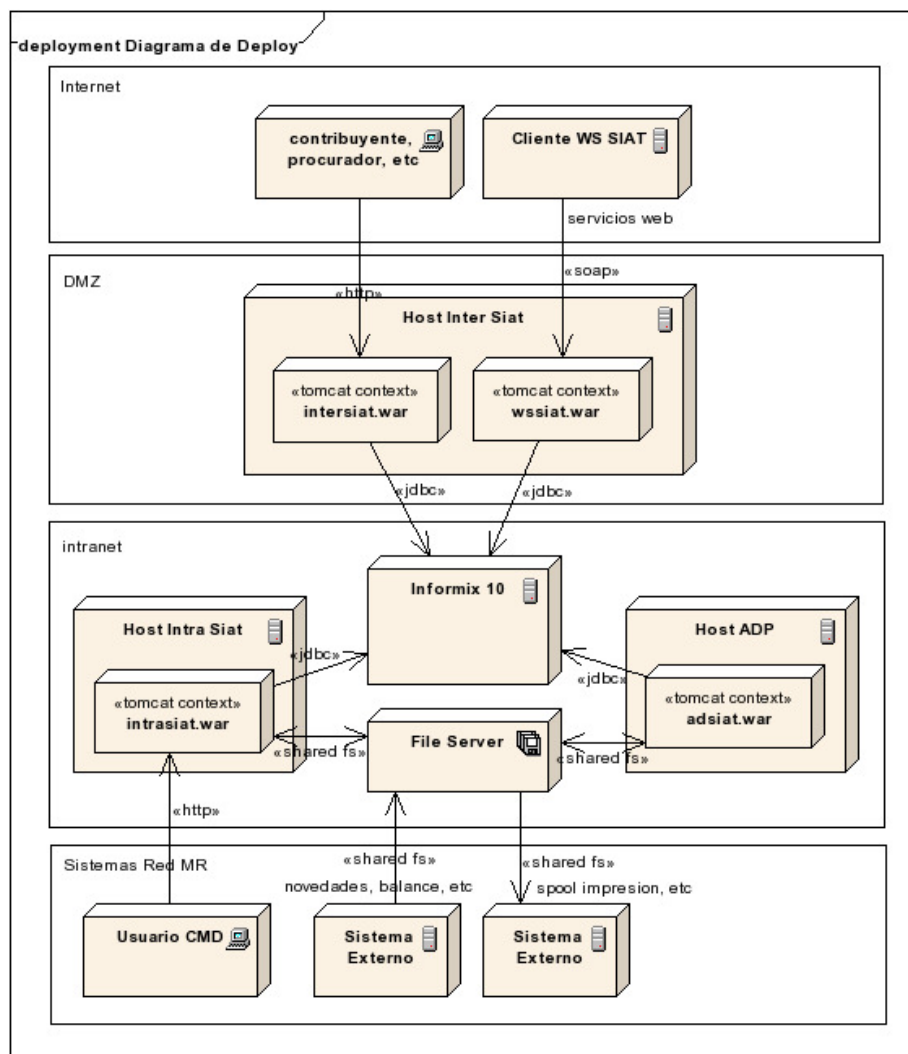 deployment Diagrama de Deploy
Internet
contribuyente,
procurador, etc
Cliente WS SIAT
servicios web
DMZ
«http»
«soap»
Host Inter Siat
«tomcat context»
intersiat.war
«tomcat context»
wssiat.war
«jdbc»
«jdbc»
intranet
Informix 10
Host Intra Siat
Host ADP
«jdbc»
«jdbc»
«tomcat context»
intrasiat.war
«tomcat context»
adsiat.war
File Server
«shared fs»
«shared fs»
«http»
Sistemas Red MR
«shared fs»
novedades, balance, etc
«shared fs»
spool impresion, etc
Usuario CMD
Sistema
Externo
Sistema
Externo